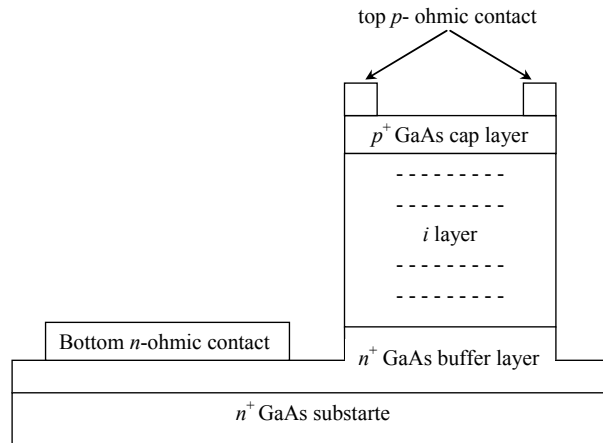 top p- ohmic contact
p⁺ GaAs cap layer
i layer
Bottom n-ohmic contact
n⁺ GaAs buffer layer
n⁺ GaAs substarte